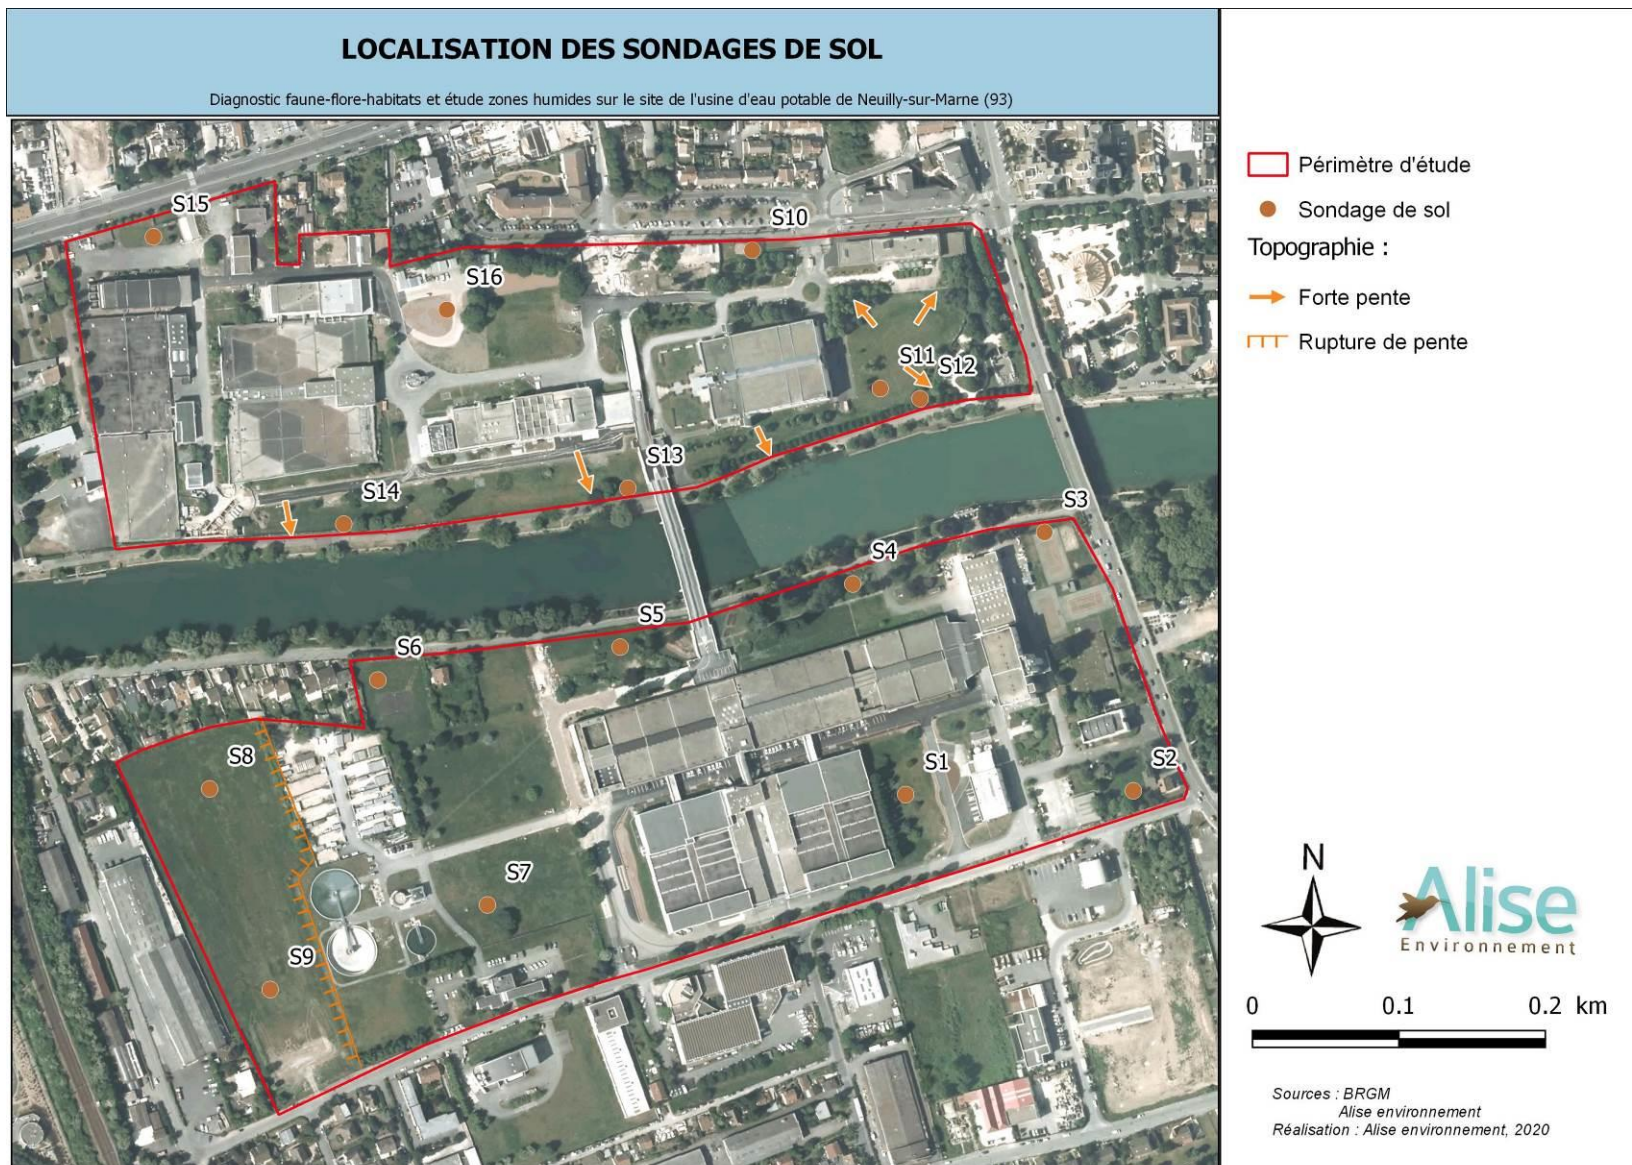 LOCALISATION DES SONDAGES DE SOL
Diagnostic faune-flore-habitats et étude zones humides sur le site de l'usine d'eau potable de Neuilly-sur-Marne (93)
S15
S10
S16
S11
S12
S13
S14
S3
S4
S5
S6
S8
S1
S2
S7
S9
Périmètre d'étude
Sondage de sol
Topographie :
Forte pente
Rupture de pente
N
Alise
Environnement
0 0.1 0.2 km
Sources : BRGM
Alise environnement
Réalisation : Alise environnement, 2020